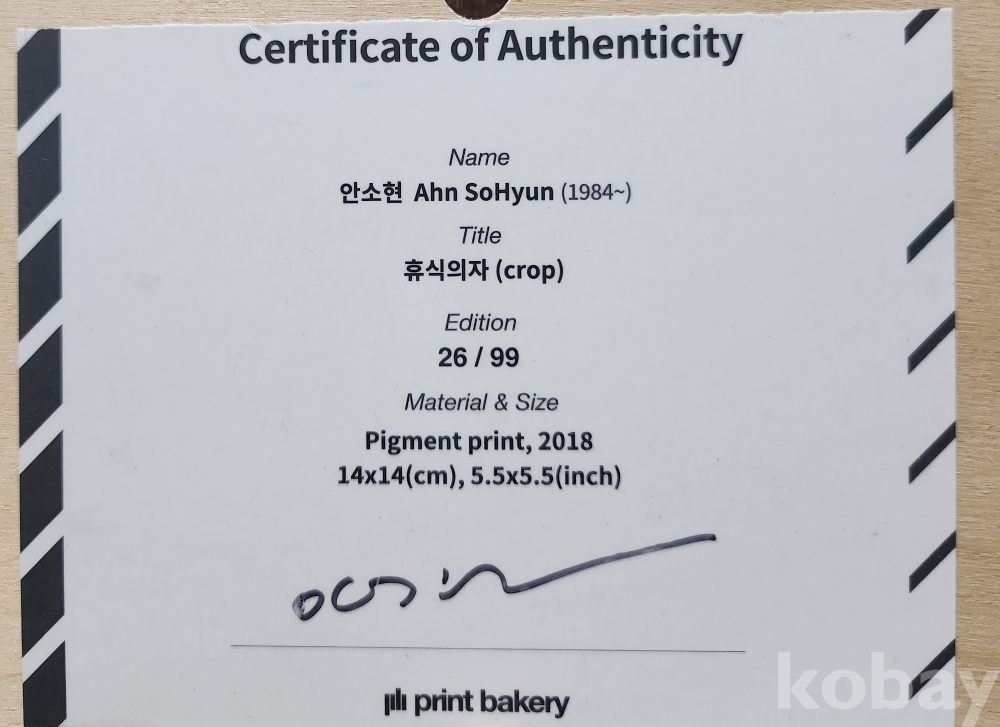 Certificate of Authenticity
Name
안소현 Ahn SoHyun (1984~)
Title
휴식의자 (crop)
Edition
26 / 99
Material & Size
Pigment print, 2018
14x14(cm), 5.5x5.5(inch)
print bakery
kobay